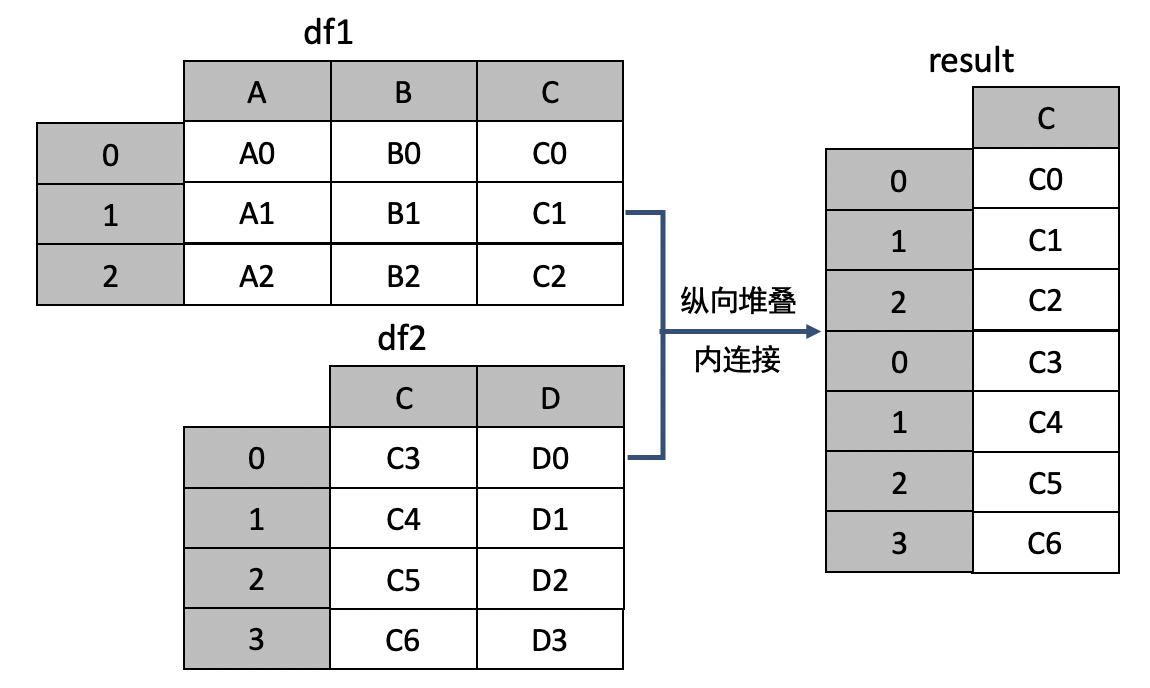 df1
A B C
0 A0 B0 C0
1 A1 B1 C1
2 A2 B2 C2
df2
C D
0 C3 D0
1 C4 D1
2 C5 D2
3 C6 D3
纵向堆叠
内连接
result
C
0 C0
1 C1
2 C2
0 C3
1 C4
2 C5
3 C6